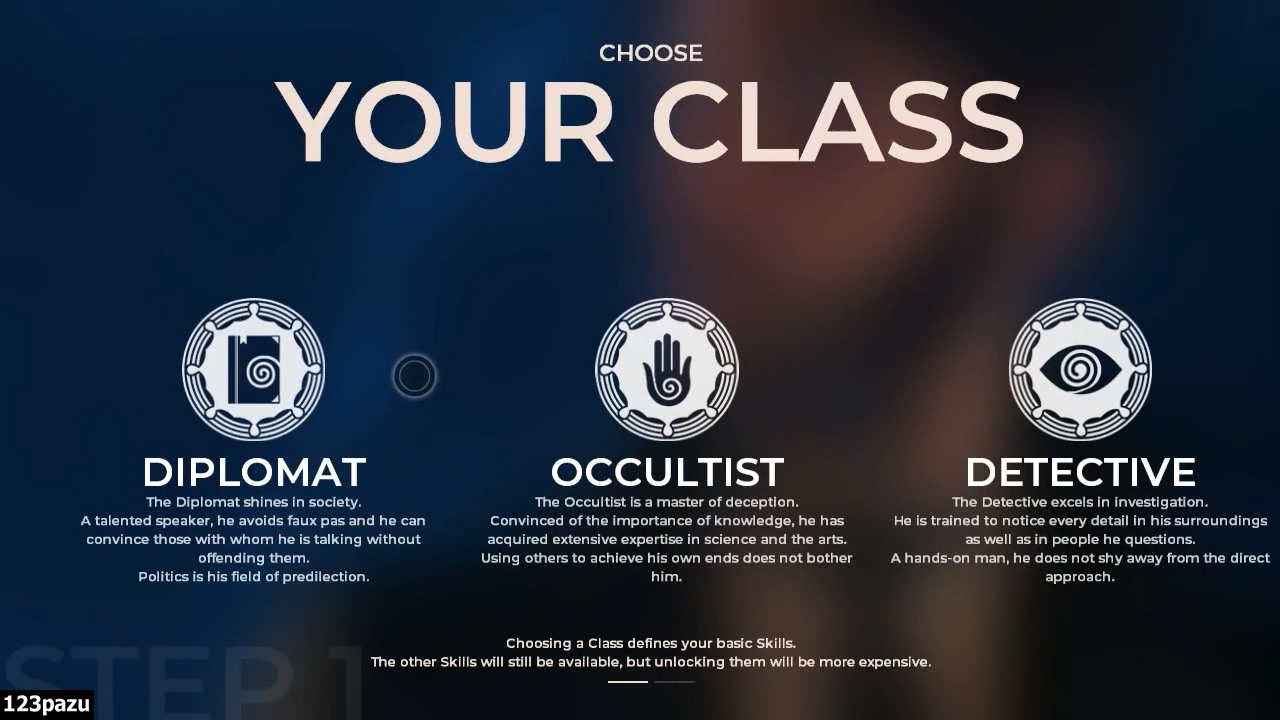 CHOOSE
YOUR CLASS
DIPLOMAT
The Diplomat shines in society.
A talented speaker, he avoids faux pas and he can
convince those with whom he is talking without
offending them.
Politics is his field of predilection.
OCCULTIST
The Occultist is a master of deception.
Convinced of the importance of knowledge, he has
acquired extensive expertise in science and the arts.
Using others to achieve his own ends does not bother
him.
DETECTIVE
The Detective excels in investigation.
He is trained to notice every detail in his surroundings
as well as in people he questions.
A hands-on man, he does not shy away from the direct
approach.
Choosing a Class defines your basic Skills.
The other Skills will still be available, but unlocking them will be more expensive.
STEP 1
123pazu